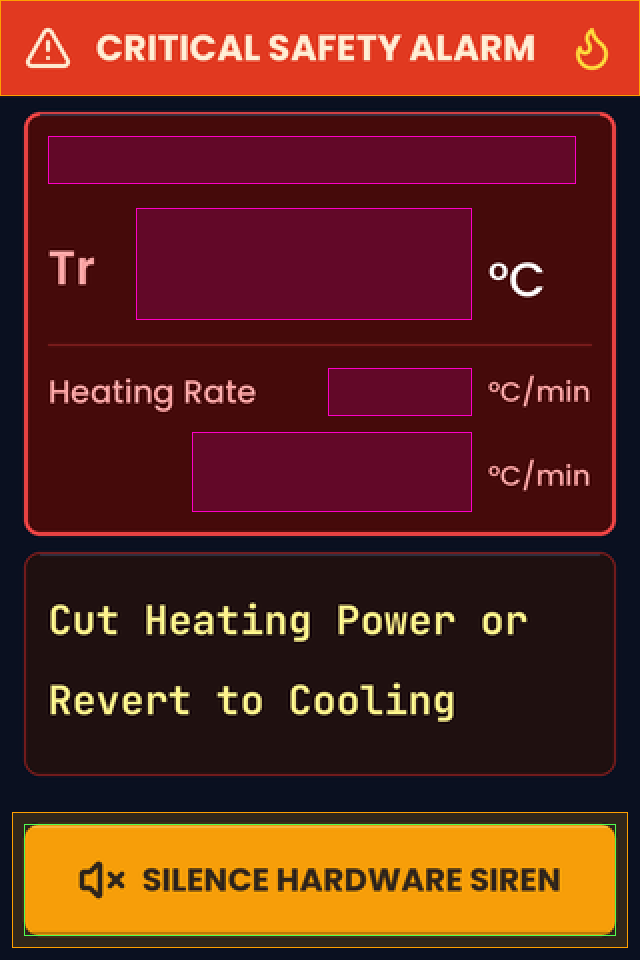 CRITICAL SAFETY ALARM
Tr °C
Heating Rate °C/min
°C/min
Cut Heating Power or
Revert to Cooling
SILENCE HARDWARE SIREN